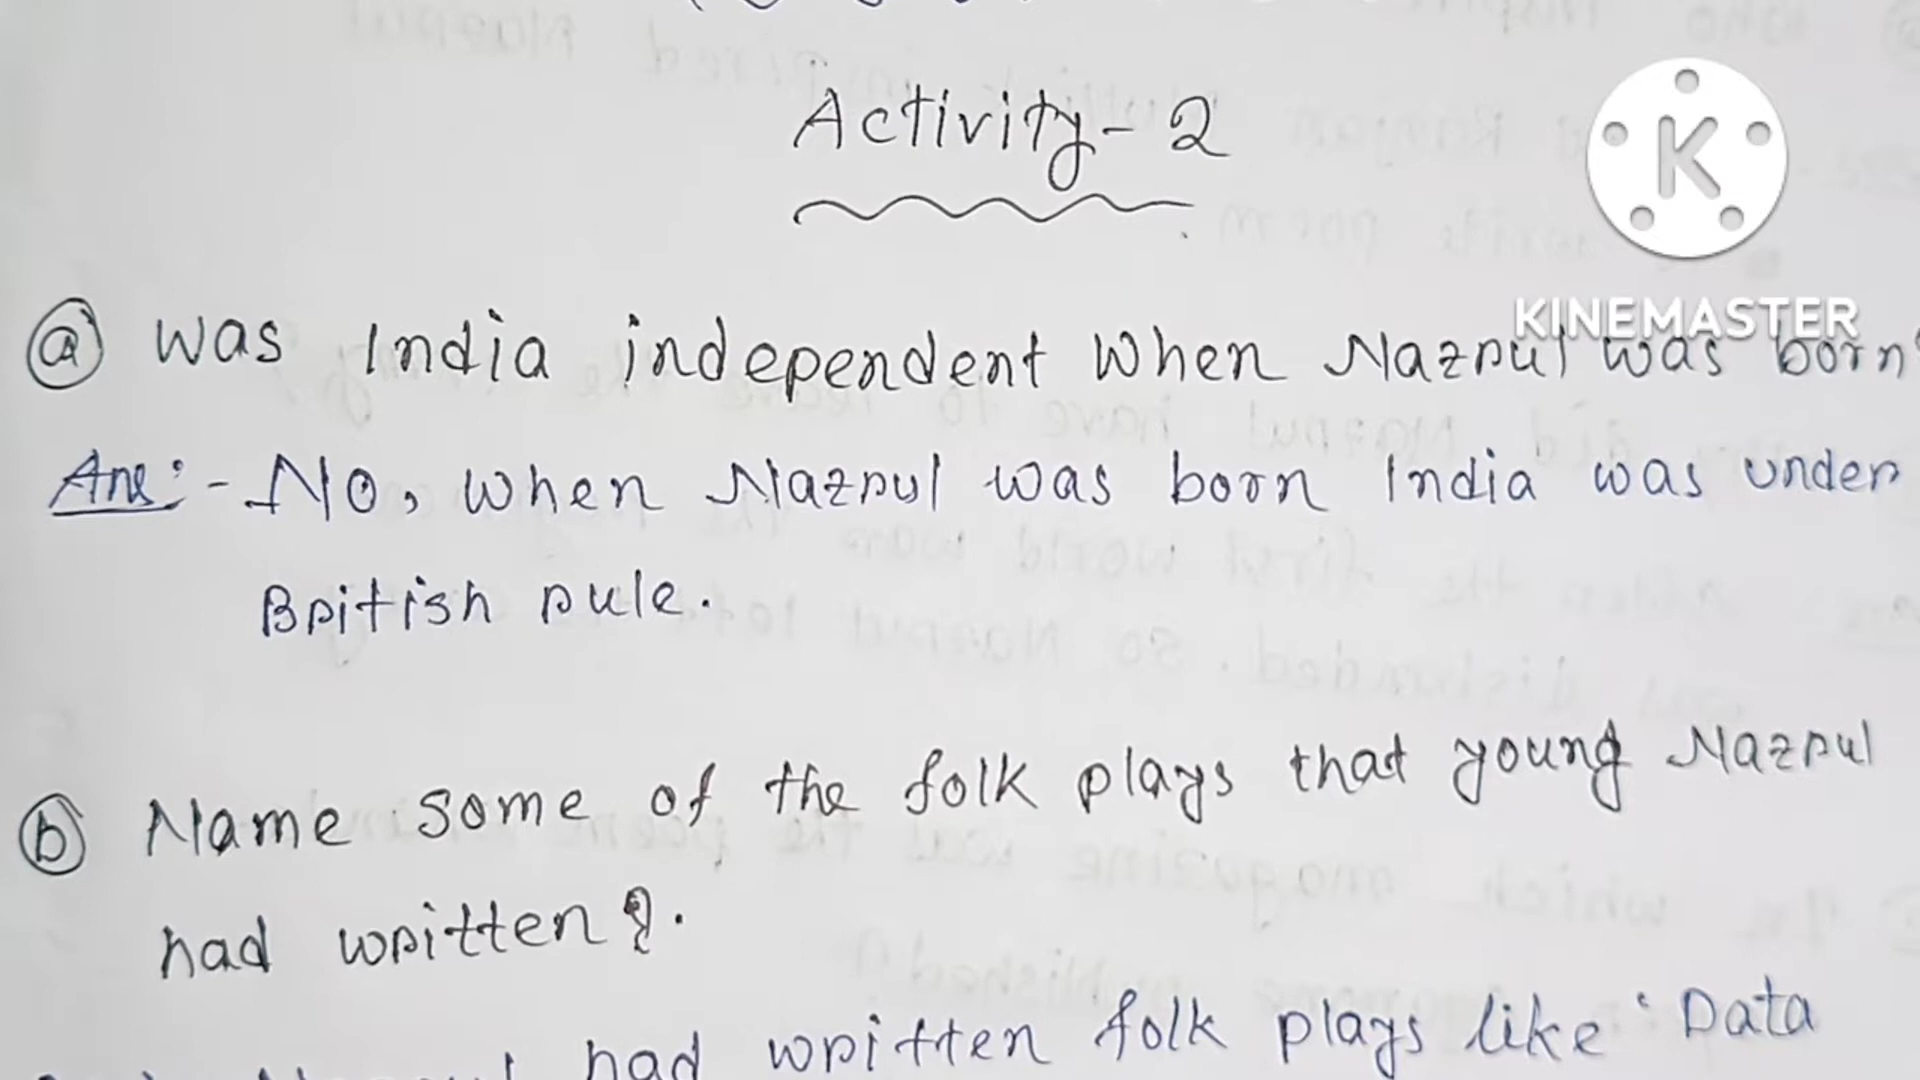 Activity-2
K
KINEMASTER
(a) Was India independent when Nazrul was born?
Ans:- No, when Nazrul was born India was under
British rule.
(b) Name some of the folk plays that young Nazrul
had written?.
had written folk plays like 'Data